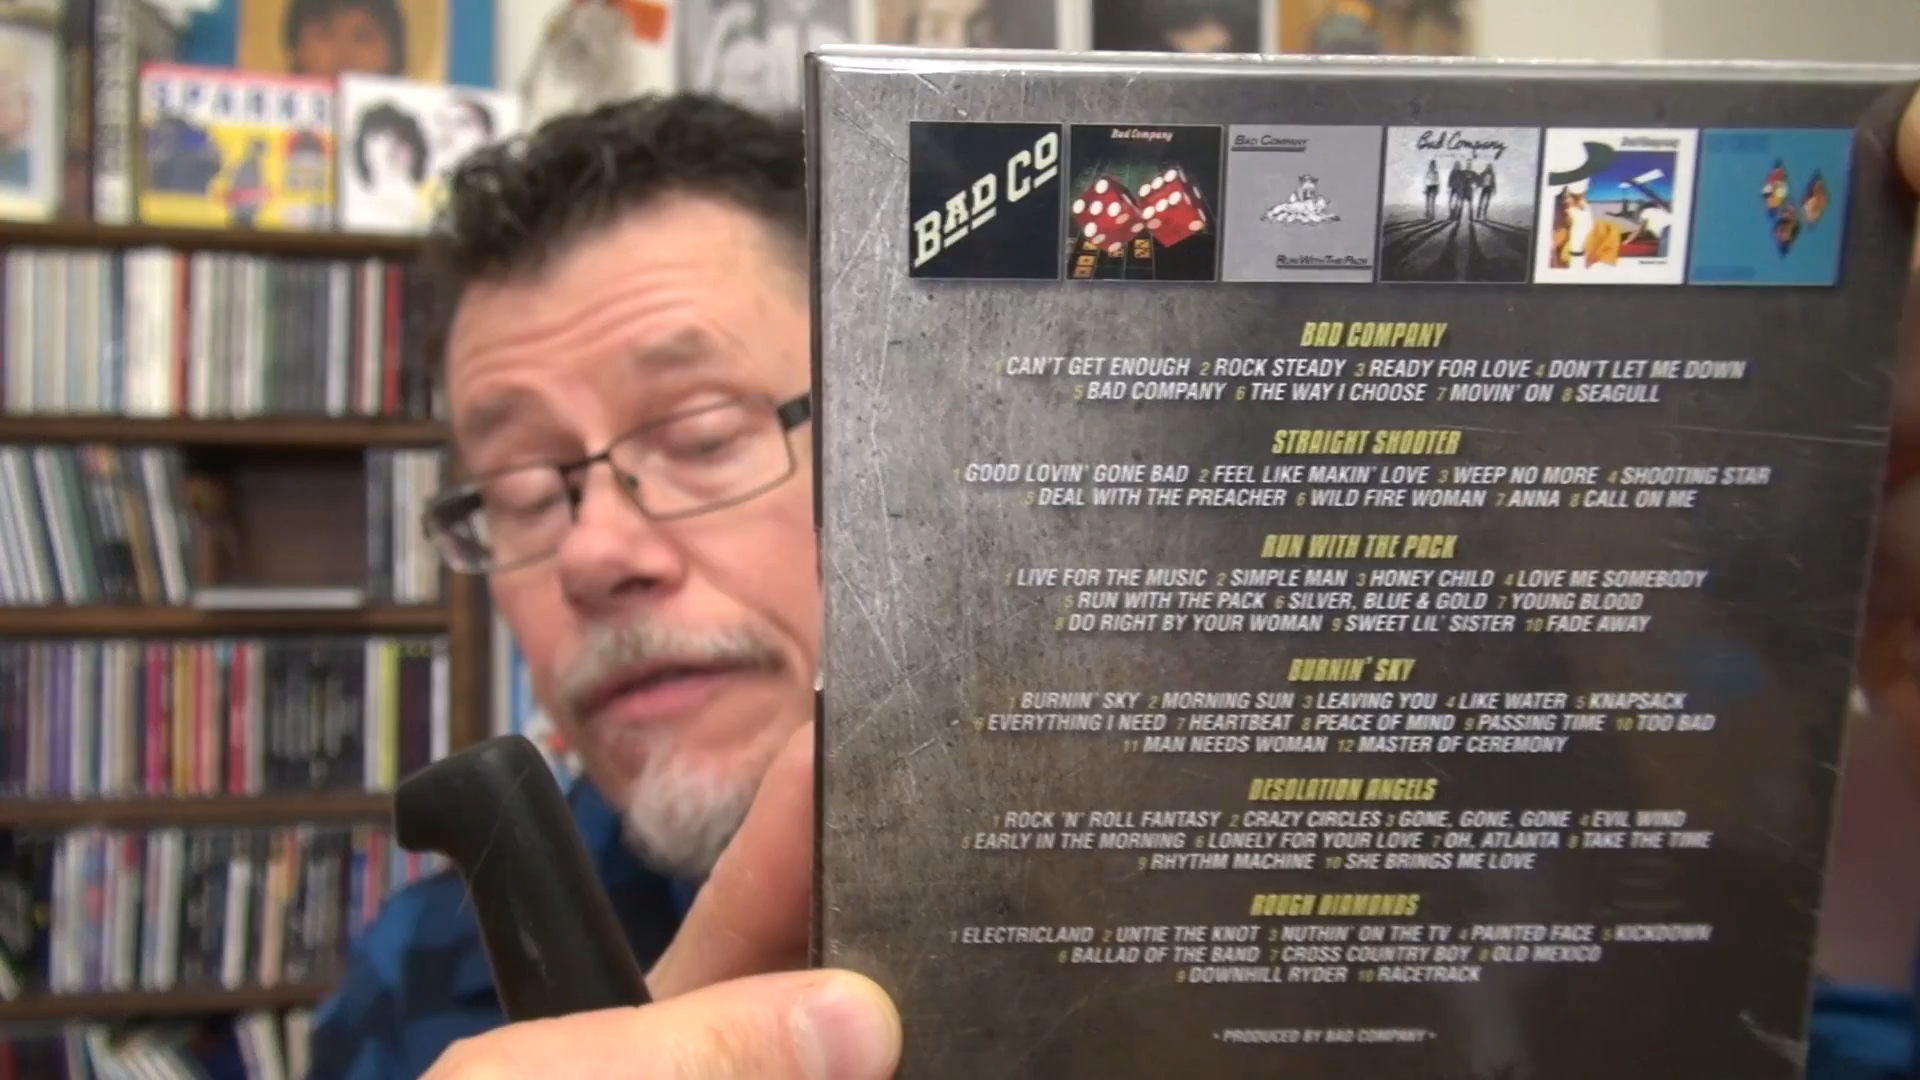 SPARKS
BAD CO
Bad Company
BAD COMPANY
RUN WITH THE PACK
Bad Company
BAD COMPANY
1 CAN'T GET ENOUGH 2 ROCK STEADY 3 READY FOR LOVE 4 DON'T LET ME DOWN
5 BAD COMPANY 6 THE WAY I CHOOSE 7 MOVIN' ON 8 SEAGULL
STRAIGHT SHOOTER
1 GOOD LOVIN' GONE BAD 2 FEEL LIKE MAKIN' LOVE 3 WEEP NO MORE 4 SHOOTING STAR
5 DEAL WITH THE PREACHER 6 WILD FIRE WOMAN 7 ANNA 8 CALL ON ME
RUN WITH THE PACK
1 LIVE FOR THE MUSIC 2 SIMPLE MAN 3 HONEY CHILD 4 LOVE ME SOMEBODY
5 RUN WITH THE PACK 6 SILVER, BLUE & GOLD 7 YOUNG BLOOD
8 DO RIGHT BY YOUR WOMAN 9 SWEET LIL' SISTER 10 FADE AWAY
BURNIN' SKY
1 BURNIN' SKY 2 MORNING SUN 3 LEAVING YOU 4 LIKE WATER 5 KNAPSACK
6 EVERYTHING I NEED 7 HEARTBEAT 8 PEACE OF MIND 9 PASSING TIME 10 TOO BAD
11 MAN NEEDS WOMAN 12 MASTER OF CEREMONY
DESOLATION ANGELS
1 ROCK 'N' ROLL FANTASY 2 CRAZY CIRCLES 3 GONE, GONE, GONE 4 EVIL WIND
5 EARLY IN THE MORNING 6 LONELY FOR YOUR LOVE 7 OH, ATLANTA 8 TAKE THE TIME
9 RHYTHM MACHINE 10 SHE BRINGS ME LOVE
ROUGH DIAMONDS
1 ELECTRICLAND 2 UNTIE THE KNOT 3 NUTHIN' ON THE TV 4 PAINTED FACE 5 KICKDOWN
6 BALLAD OF THE BAND 7 CROSS COUNTRY BOY 8 OLD MEXICO
9 DOWNHILL RYDER 10 RACETRACK
• PRODUCED BY BAD COMPANY •